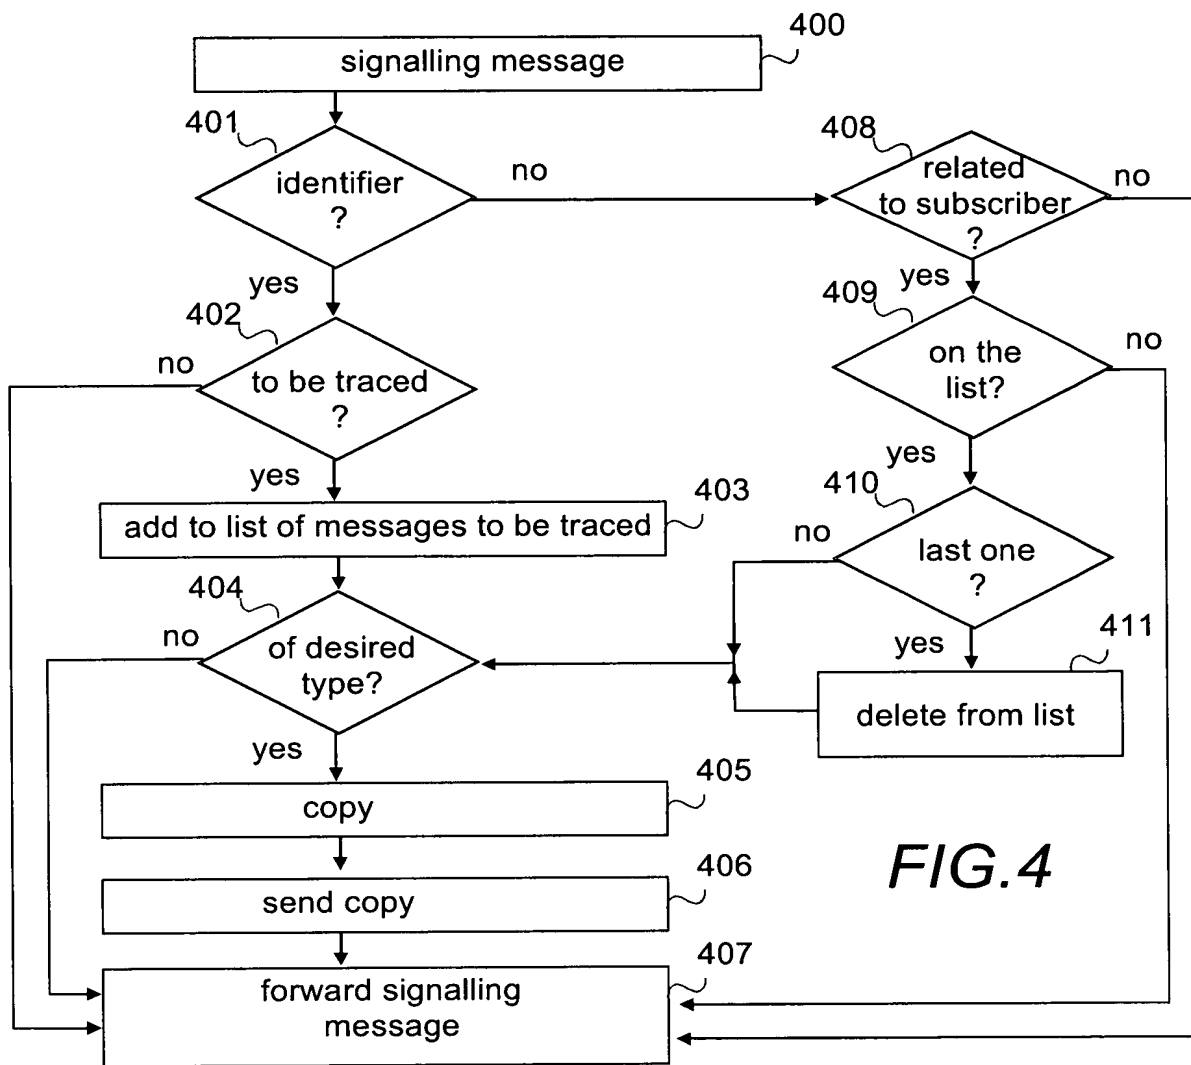 400
signalling message
401
identifier
?
no
yes
408
related
to subscriber
?
no
yes
402
to be traced
?
no
yes
409
on the
list?
no
yes
403
add to list of messages to be traced
410
last one
?
no
yes
404
of desired
type?
no
yes
411
delete from list
405
copy
406
send copy
407
forward signalling
message
FIG.4